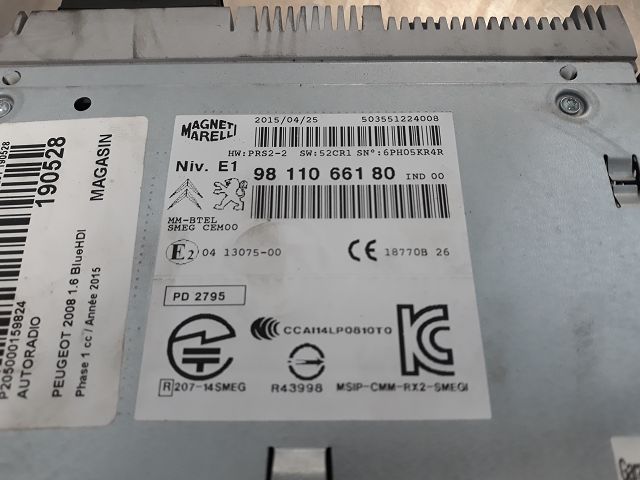 MAGNETI
MARELLI
2015/04/25 503551224008
HW:PRS2-2 SW:52CR1 SN°:6PH05KR4R
Niv. E1
98 110 661 80 IND 00
MM-BTEL
SMEG CEM00
E2 04 13075-00
CE 18770B 26
PD 2795
CCAI14LP0810T0
R 207-14SMEG
R43998
MSIP-CMM-RX2-SMEGI
190528
MAGASIN
PEUGEOT 2008 1.6 BlueHDI
Phase 1 cc / Année 2015
AUTORADIO
P205000159824